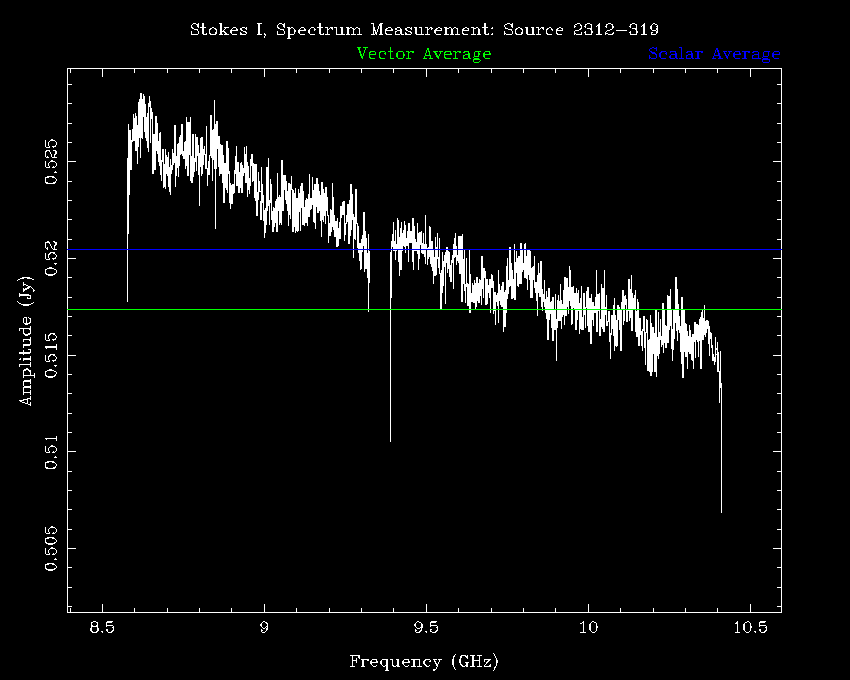 Stokes I, Spectrum Measurement: Source 2312−319
Vector Average
Scalar Average
0.525
0.52
0.515
0.51
0.505
Amplitude (Jy)
8.5 9 9.5 10 10.5
Frequency (GHz)